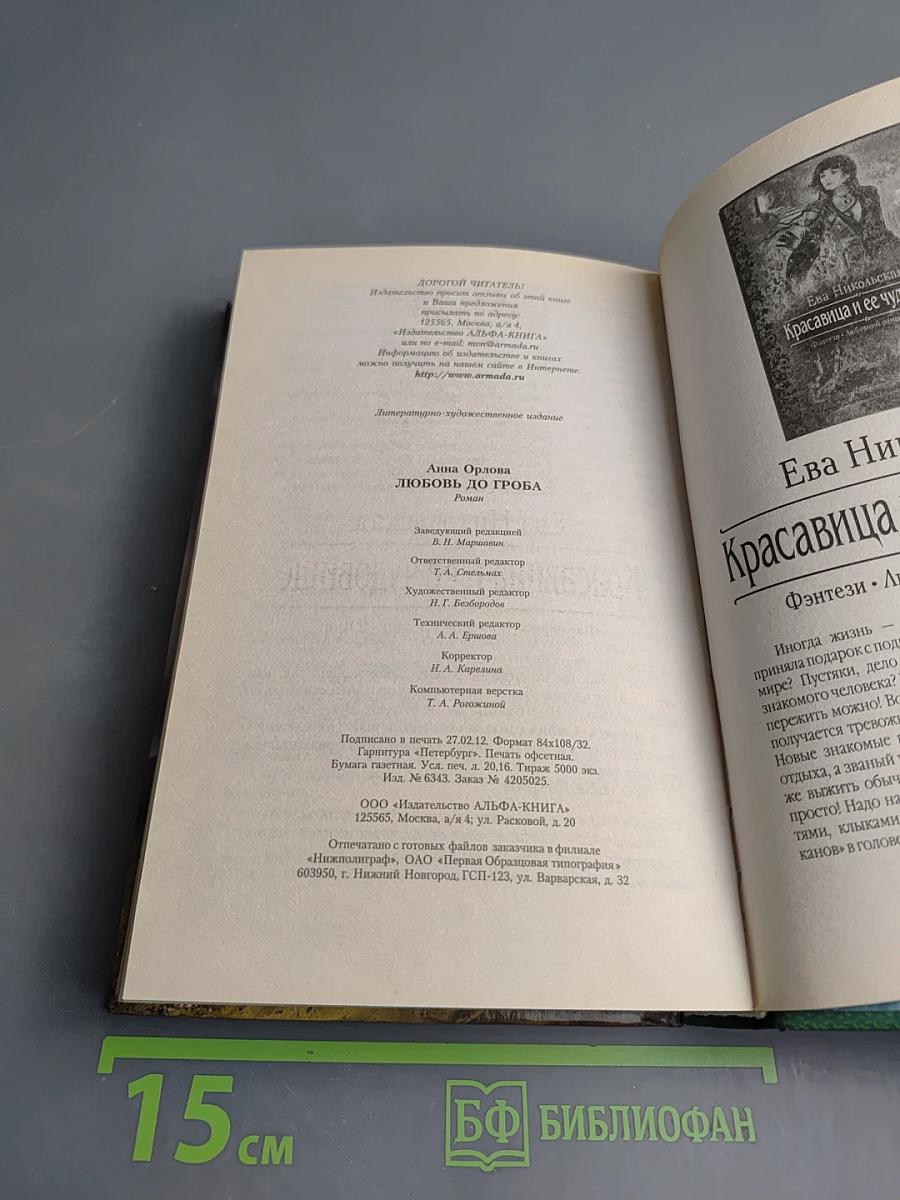 ДОРОГОЙ ЧИТАТЕЛЬ!
Издательство просит отзывы об этой книге
и Ваши предложения
присылать по адресу:
125565, Москва, а/я 4,
«Издательство АЛЬФА-КНИГА»
или по e-mail: mvn@armada.ru
Информацию об издательстве и книгах
можно получить на нашем сайте в Интернете:
http://www.armada.ru
Литературно-художественное издание
Анна Орлова
ЛЮБОВЬ ДО ГРОБА
Роман
Заведующий редакцией
В. Н. Маршавин
Ответственный редактор
Т. А. Стельмах
Художественный редактор
Н. Г. Безбородов
Технический редактор
А. А. Ершова
Корректор
Н. А. Карелина
Компьютерная верстка
Т. А. Рогожиной
Подписано в печать 27.02.12. Формат 84x108/32.
Гарнитура «Петербург». Печать офсетная.
Бумага газетная. Усл. печ. л. 20,16. Тираж 5000 экз.
Изд. № 6343. Заказ № 4205025.
ООО «Издательство АЛЬФА-КНИГА»
125565, Москва, а/я 4; ул. Расковой, д. 20
Отпечатано с готовых файлов заказчика в филиале
«Нижполиграф», ОАО «Первая Образцовая типография»
603950, г. Нижний Новгород, ГСП-123, ул. Варварская, д. 32
Ева Никольска
Красавица и ее чуд
Фэнтези • Любовный
Ева Ник
Красавица
Фэнтези • Л
Иногда жизнь —
приняла подарок с под
мире? Пустяки, дело
знакомого человека?
пережить можно! Во
получается тревож
Новые знакомые
отдыха, а званый
же выжить обыч
просто! Надо на
тями, клыками
канов» в голов
15 см
БФ БИБЛИОФАН